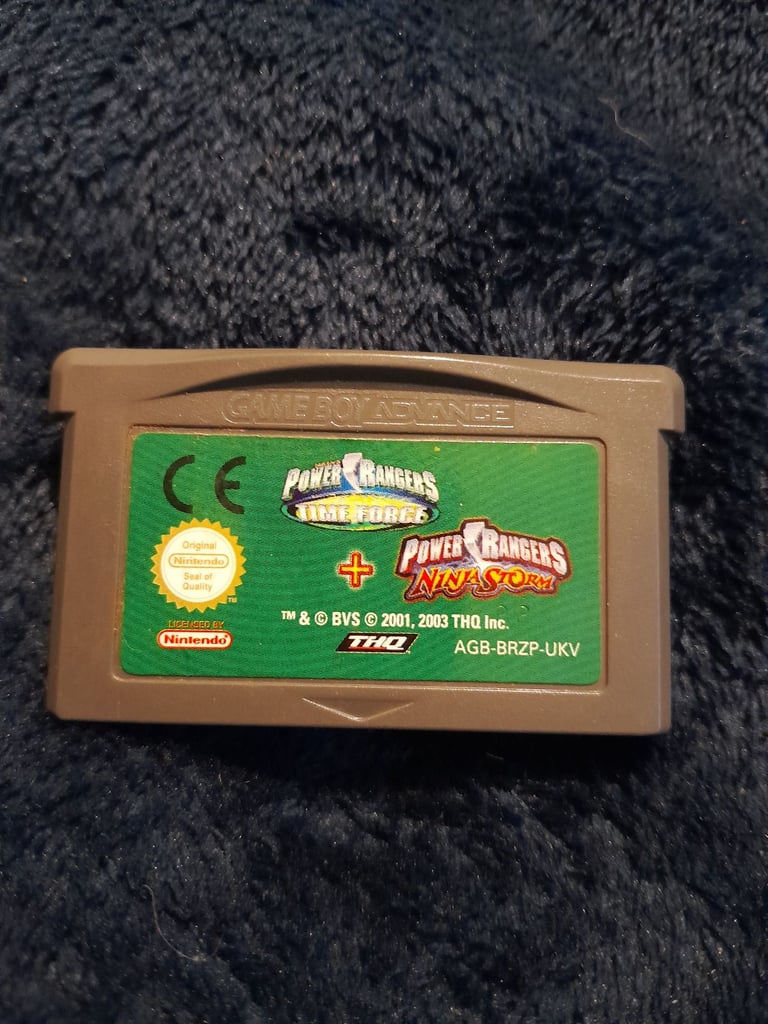 GAME BOY ADVANCE
CE
POWER RANGERS
TIME FORCE
Original
Nintendo
Seal of
Quality
TM
+
POWER RANGERS
NINJA STORM
™ & © BVS © 2001, 2003 THQ Inc.
LICENSED BY
Nintendo
THQ
AGB-BRZP-UKV